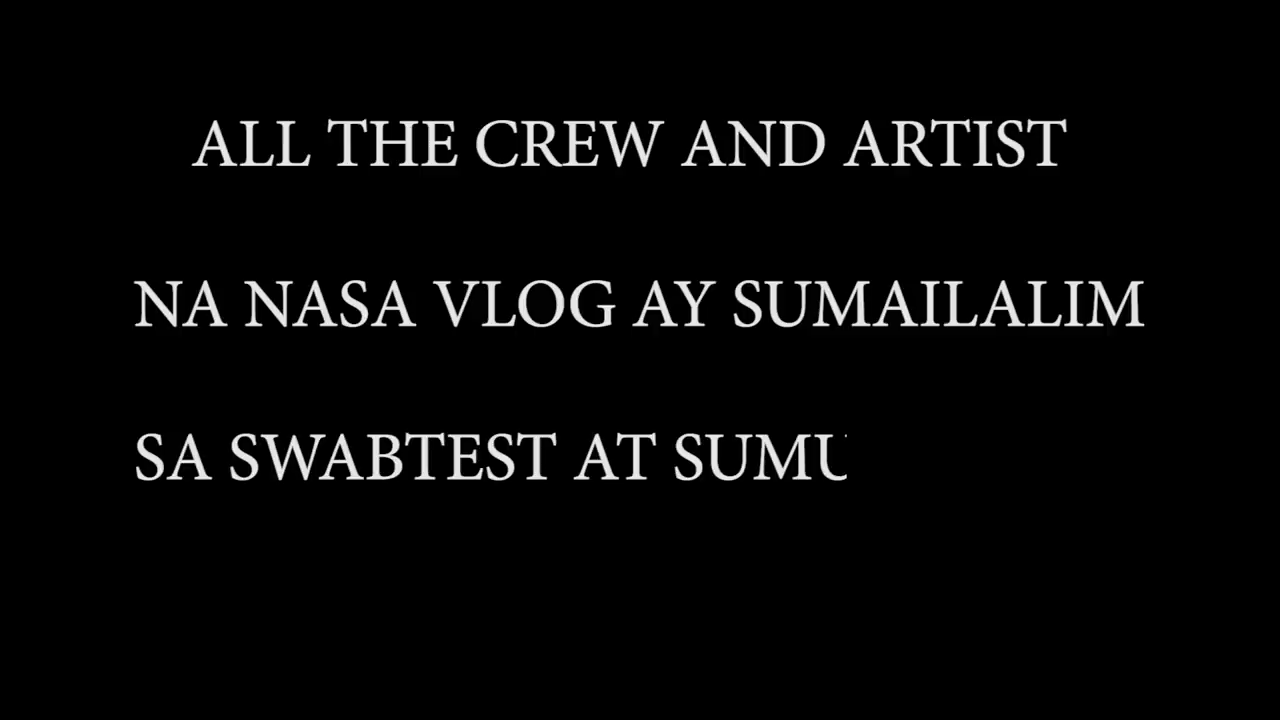 ALL THE CREW AND ARTIST
NA NASA VLOG AY SUMAILALIM
SA SWABTEST AT